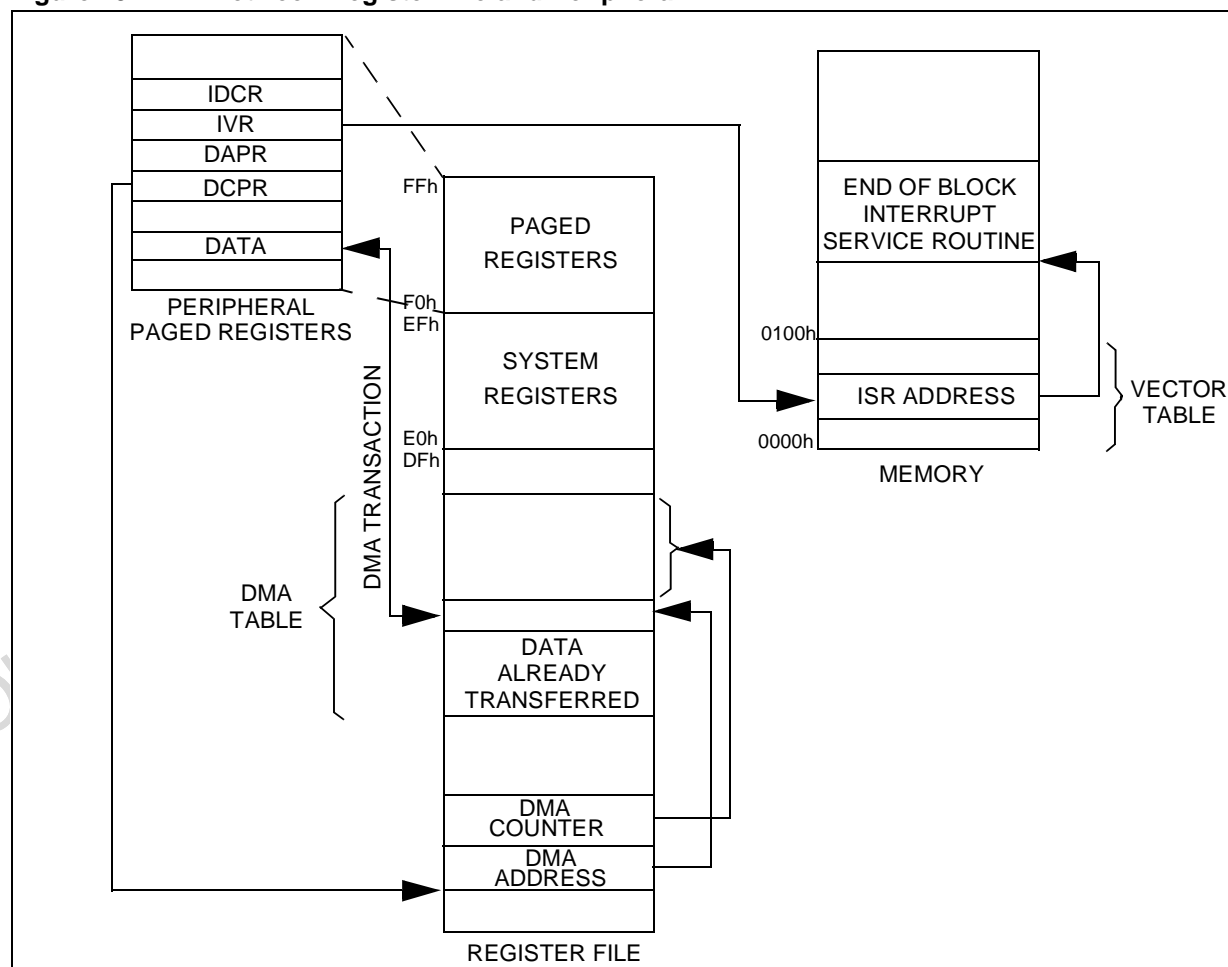 IDCR
IVR
DAPR
DCPR
DATA
PERIPHERAL
PAGED REGISTERS
FFh
PAGED
REGISTERS
F0h
EFh
SYSTEM
REGISTERS
E0h
DFh
DMA TRANSACTION
DMA
TABLE
DATA
ALREADY
TRANSFERRED
DMA
COUNTER
DMA
ADDRESS
REGISTER FILE
END OF BLOCK
INTERRUPT
SERVICE ROUTINE
0100h
ISR ADDRESS
0000h
VECTOR
TABLE
MEMORY